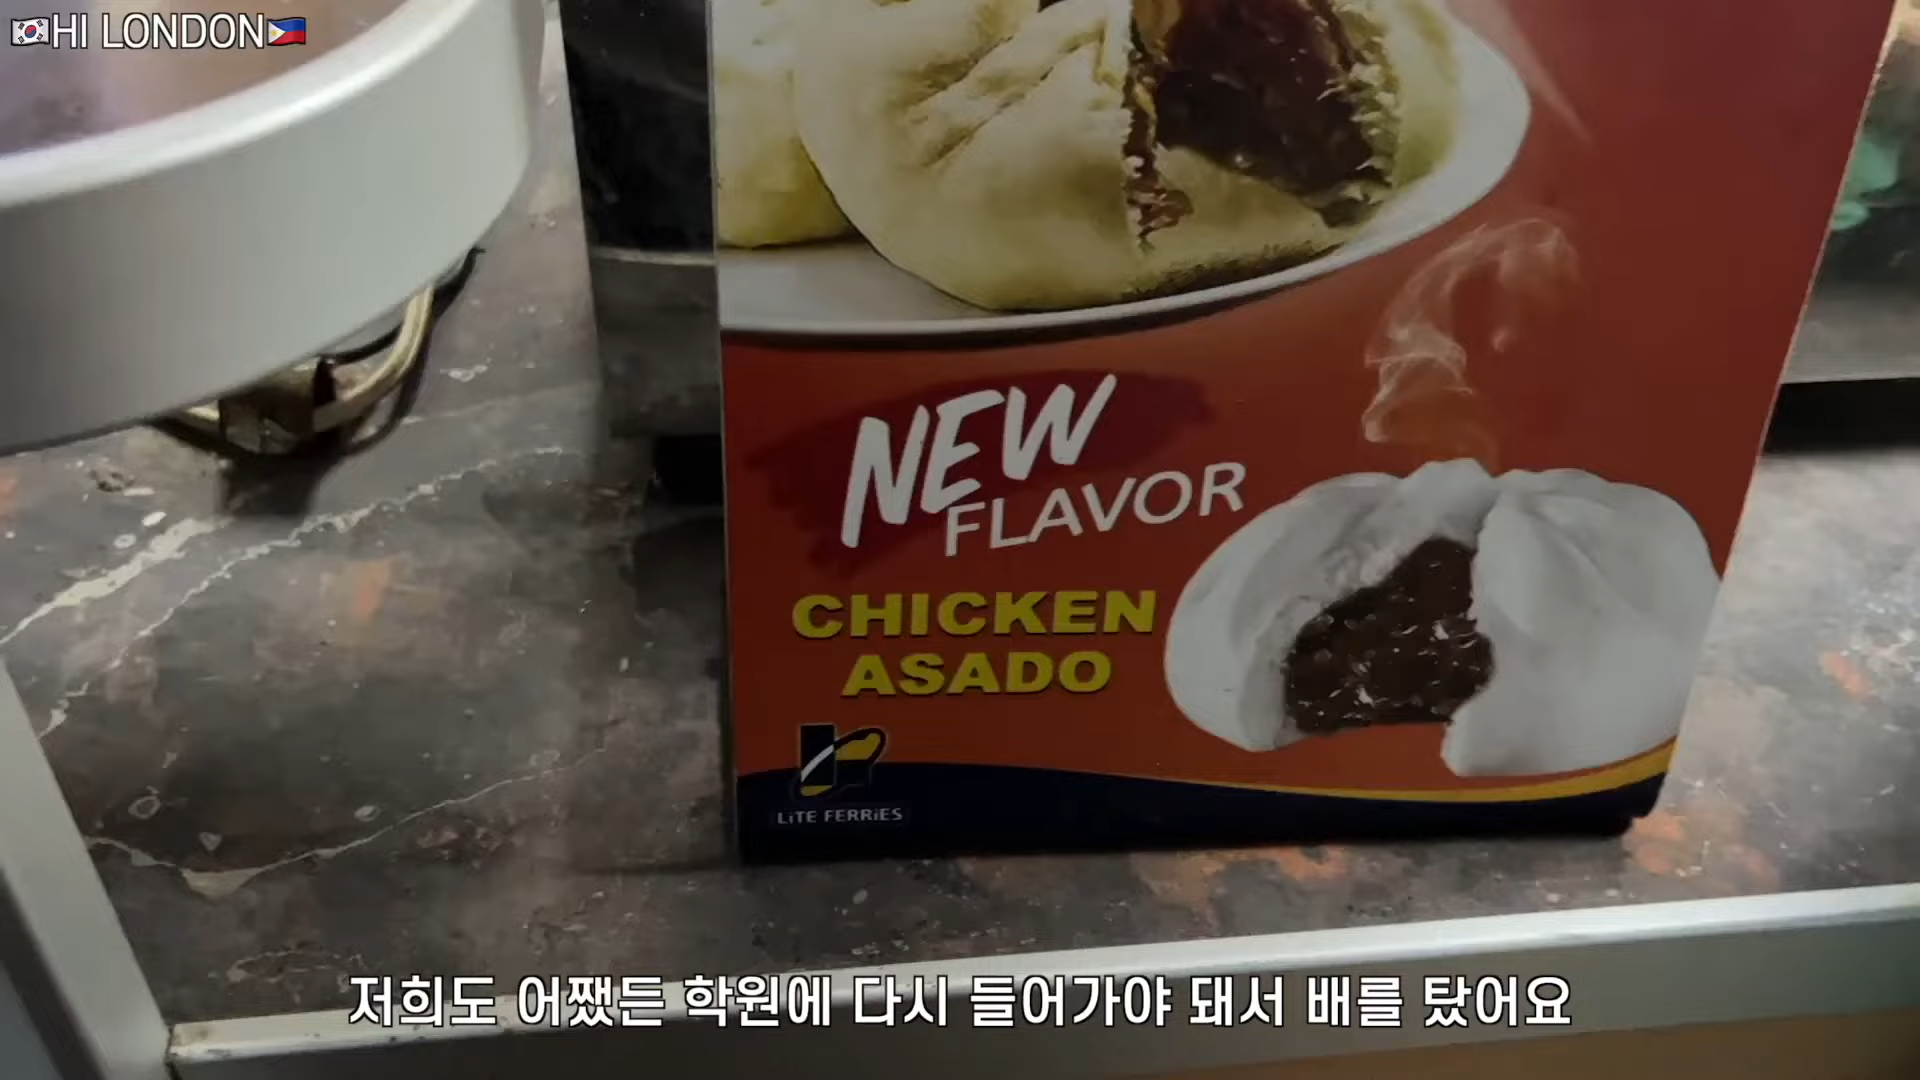 🇰🇷HI LONDON🇵🇭
NEW
FLAVOR
CHICKEN
ASADO
LiTE FERRiES
저희도 어쨌든 학원에 다시 들어가야 돼서 배를 탔어요